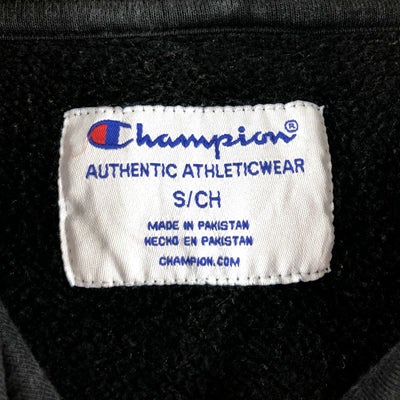 Champion®
AUTHENTIC ATHLETICWEAR
S/CH
MADE IN PAKISTAN
HECHO EN PAKISTAN
CHAMPION.COM